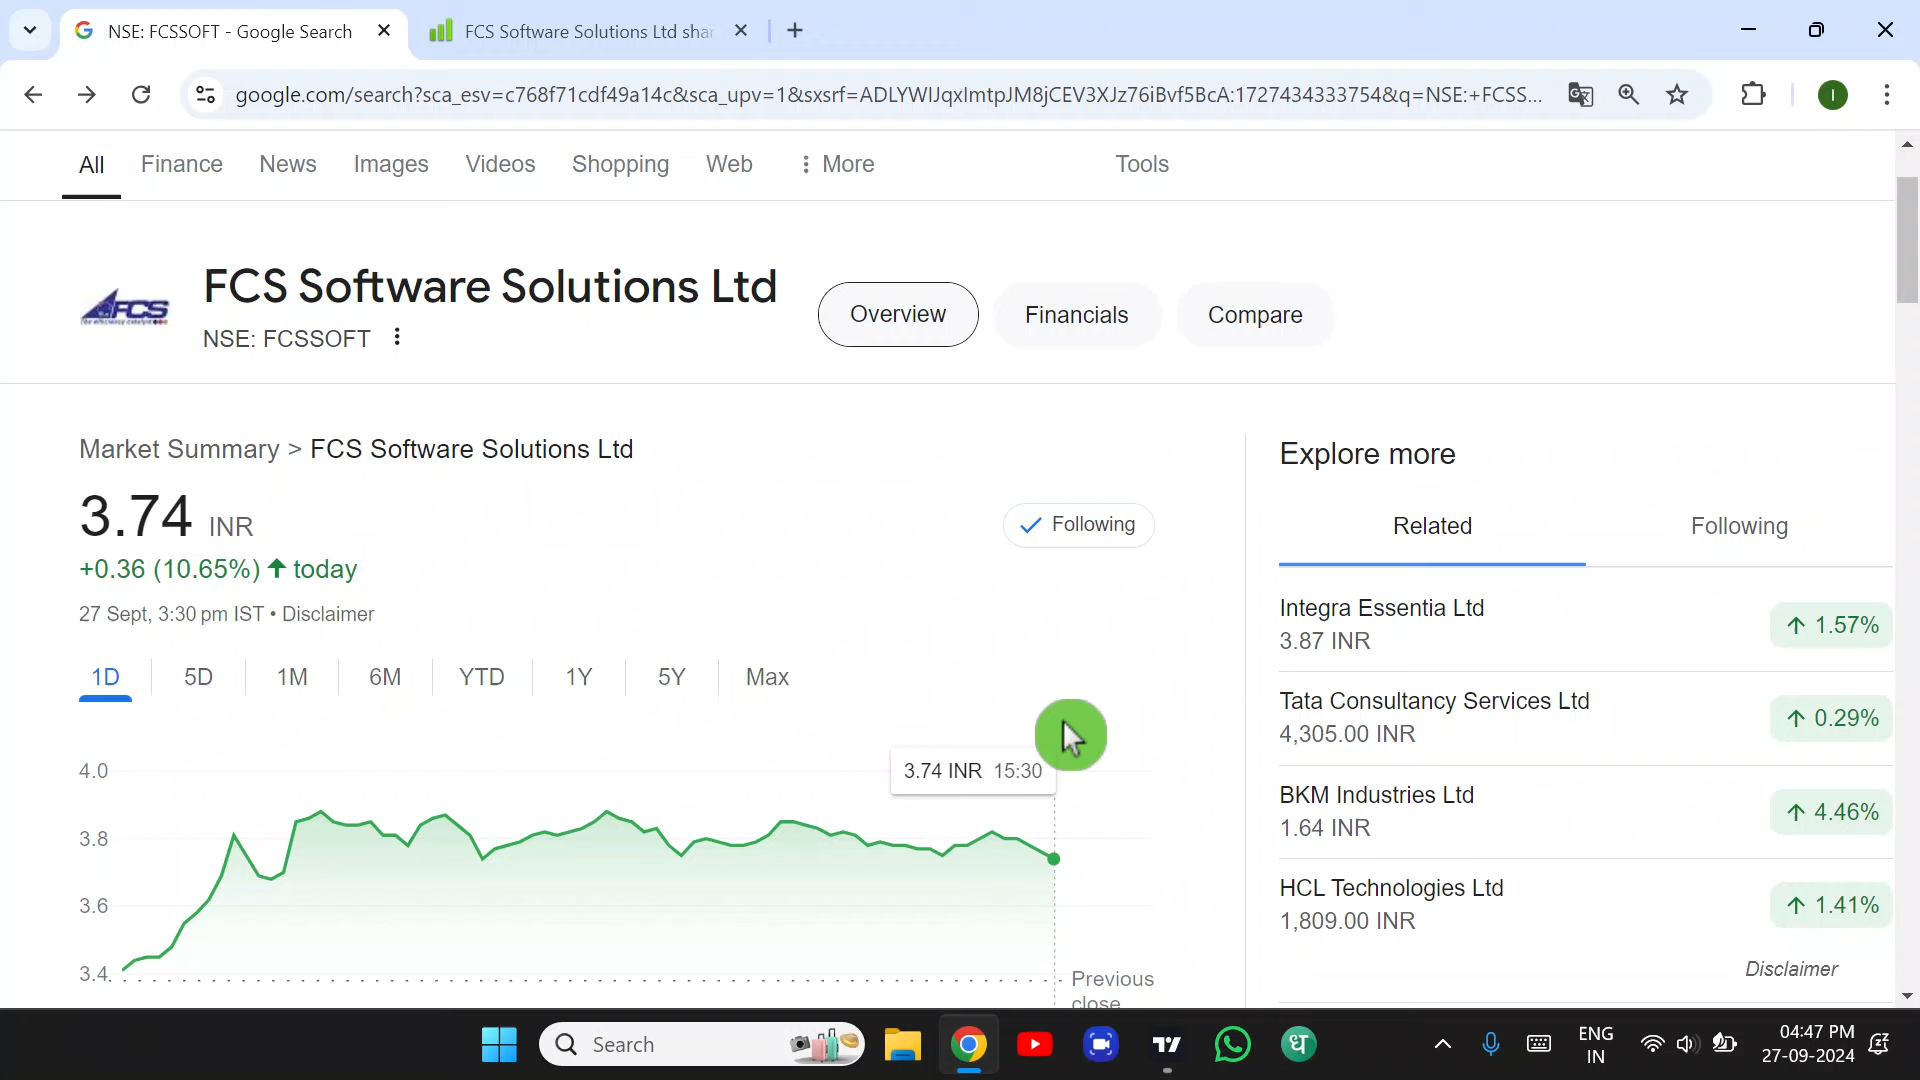 NSE: FCSSOFT - Google Search
FCS Software Solutions Ltd shar
google.com/search?sca_esv=c768f71cdf49a14c&sca_upv=1&sxsrf=ADLYWIJqxImtpJM8jCEV3XJz76iBvf5BcA:1727434333754&q=NSE:+FCSS...
I
All Finance News Images Videos Shopping Web More Tools
FCS
FCS Software Solutions Ltd
NSE: FCSSOFT
Overview Financials Compare
Market Summary > FCS Software Solutions Ltd
3.74 INR
+0.36 (10.65%) today
27 Sept, 3:30 pm IST • Disclaimer
Following
1D 5D 1M 6M YTD 1Y 5Y Max
3.74 INR 15:30
4.0
3.8
3.6
3.4
Previous
close
Explore more
Related Following
Integra Essentia Ltd
3.87 INR
1.57%
Tata Consultancy Services Ltd
4,305.00 INR
0.29%
BKM Industries Ltd
1.64 INR
4.46%
HCL Technologies Ltd
1,809.00 INR
1.41%
Disclaimer
Search
ध
ENG
IN
04:47 PM
27-09-2024